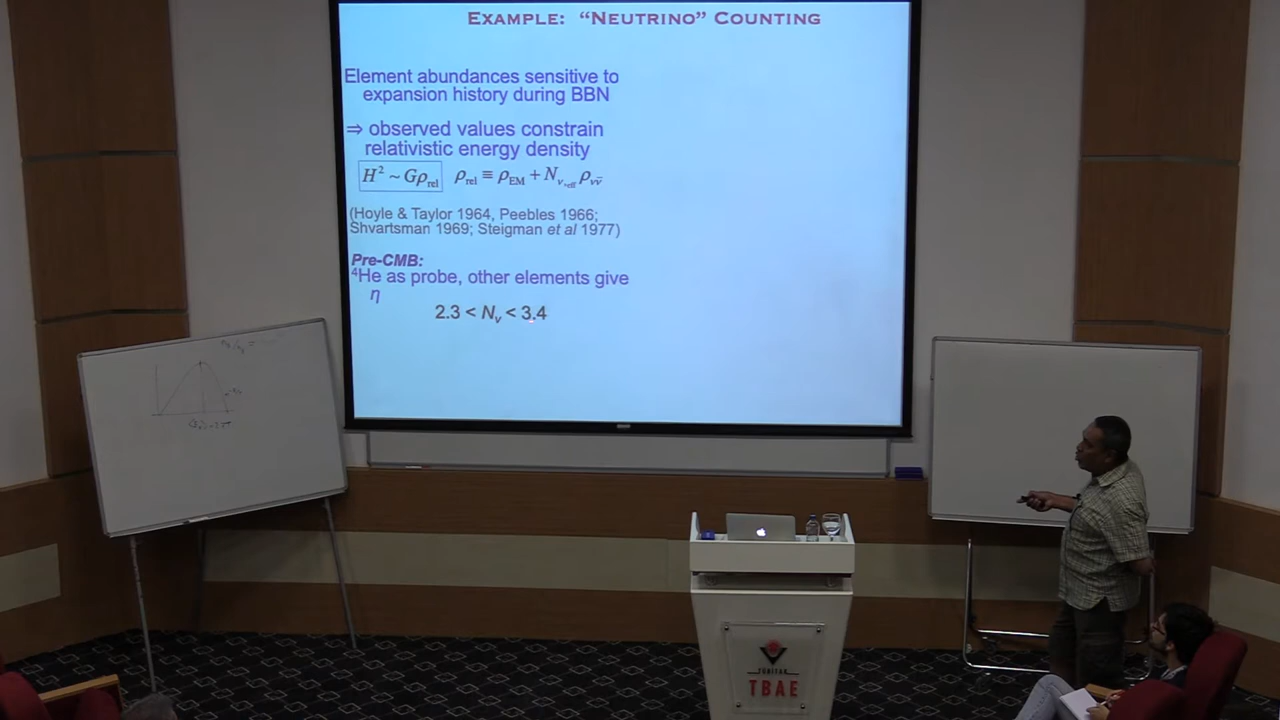 EXAMPLE: “NEUTRINO” COUNTING
Element abundances sensitive to
expansion history during BBN
⇒ observed values constrain
relativistic energy density
H² ~ Gρrel ρrel ≡ ρEM + Nν,eff ρνν̄
(Hoyle & Taylor 1964, Peebles 1966;
Shvartsman 1969; Steigman et al 1977)
Pre-CMB:
⁴He as probe, other elements give
η
2.3 < Nν < 3.4
TÜBİTAK
TBAE